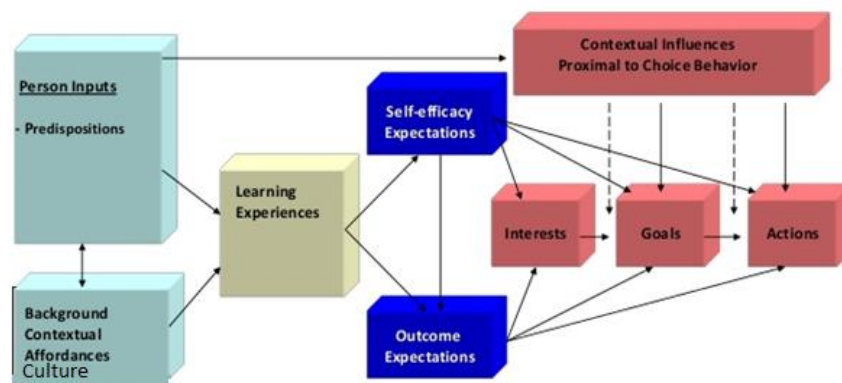 Person Inputs
- Predispositions
Background
Contextual
Affordances
Culture
Learning
Experiences
Self-efficacy
Expectations
Outcome
Expectations
Contextual Influences
Proximal to Choice Behavior
Interests
Goals
Actions